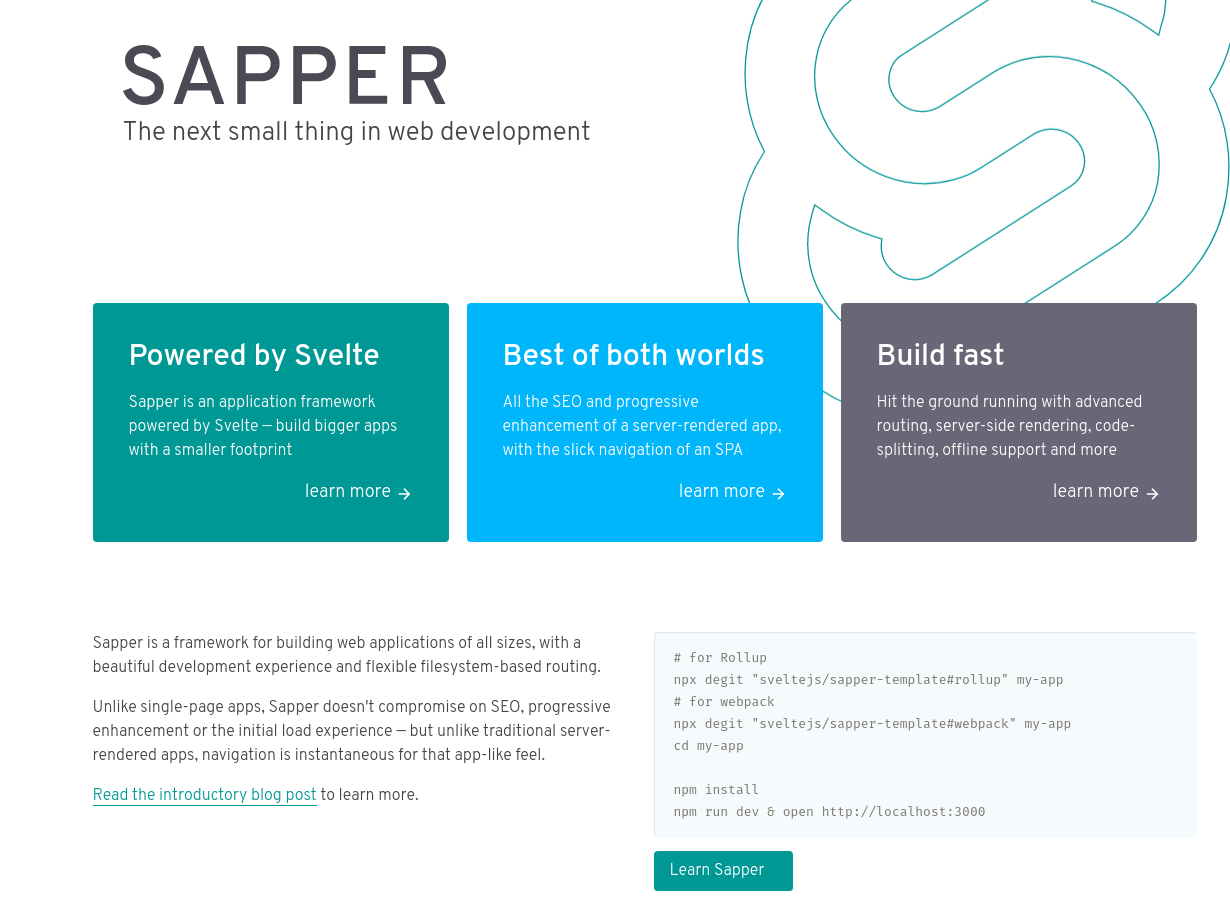 SAPPER
The next small thing in web development
Powered by Svelte
Sapper is an application framework
powered by Svelte — build bigger apps
with a smaller footprint
learn more
Best of both worlds
All the SEO and progressive
enhancement of a server-rendered app,
with the slick navigation of an SPA
learn more
Build fast
Hit the ground running with advanced
routing, server-side rendering, code-
splitting, offline support and more
learn more
Sapper is a framework for building web applications of all sizes, with a
beautiful development experience and flexible filesystem-based routing.
Unlike single-page apps, Sapper doesn't compromise on SEO, progressive
enhancement or the initial load experience — but unlike traditional server-
rendered apps, navigation is instantaneous for that app-like feel.
Read the introductory blog post to learn more.
# for Rollup
npx degit "sveltejs/sapper-template#rollup" my-app
# for webpack
npx degit "sveltejs/sapper-template#webpack" my-app
cd my-app
npm install
npm run dev & open http://localhost:3000
Learn Sapper